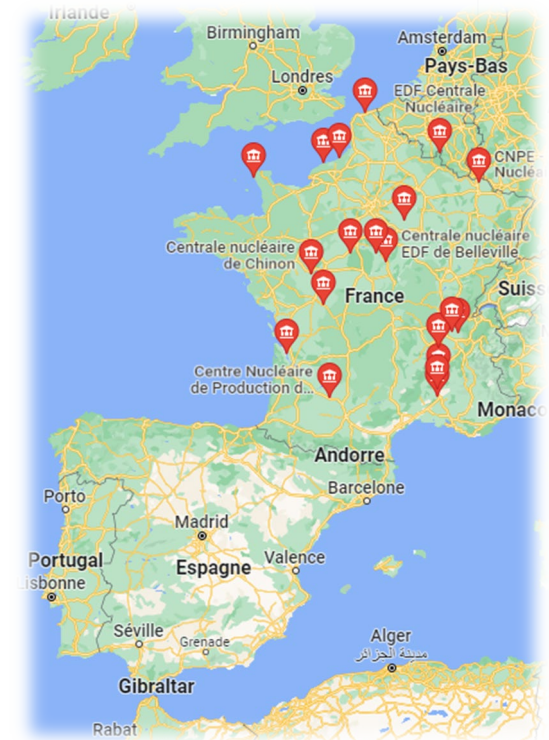 Irlande
Birmingham
Amsterdam
Pays-Bas
Londres
EDF Centrale
Nucléaire
CNPE -
Nucléa
Centrale nucléaire
EDF de Belleville
Centrale nucléaire
de Chinon
Suiss
France
Centre Nucléaire
de Production d...
Monaco
Andorre
Barcelone
Porto
Madrid
Portugal
Espagne
Valence
Lisbonne
Séville
Grenade
Alger
مدينة الجزائر
Gibraltar
Rabat